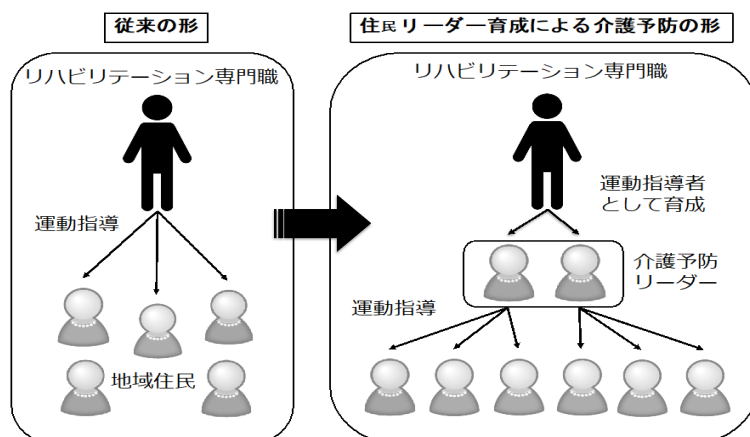 従来の形
リハビリテーション専門職
運動指導
地域住民
住民リーダー育成による介護予防の形
リハビリテーション専門職
運動指導者
として育成
介護予防
リーダー
運動指導